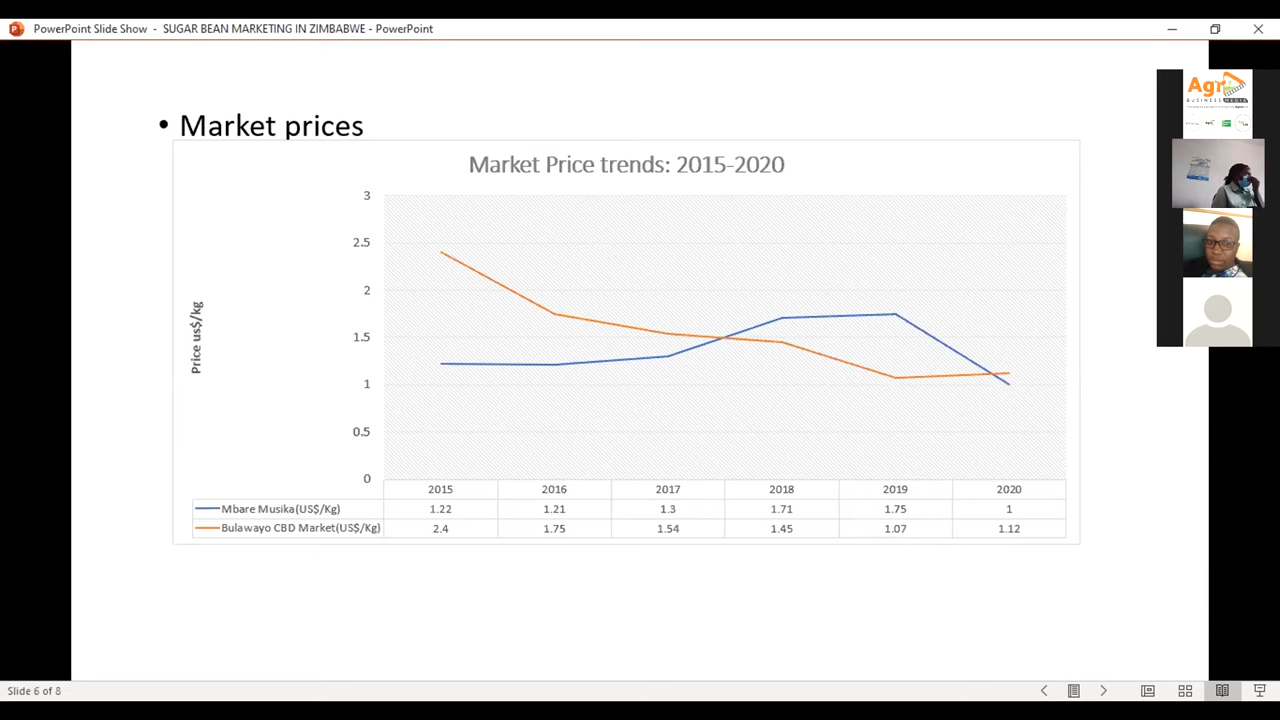 PowerPoint Slide Show - SUGAR BEAN MARKETING IN ZIMBABWE - PowerPoint
Agr
BUSINESS MEDIA
• Market prices
Market Price trends: 2015-2020
3
2.5
2
1.5
1
0.5
0
Price us$/kg
2015 2016 2017 2018 2019 2020
Mbare Musika(US$/Kg) 1.22 1.21 1.3 1.71 1.75 1
Bulawayo CBD Market(US$/Kg) 2.4 1.75 1.54 1.45 1.07 1.12
Slide 6 of 8